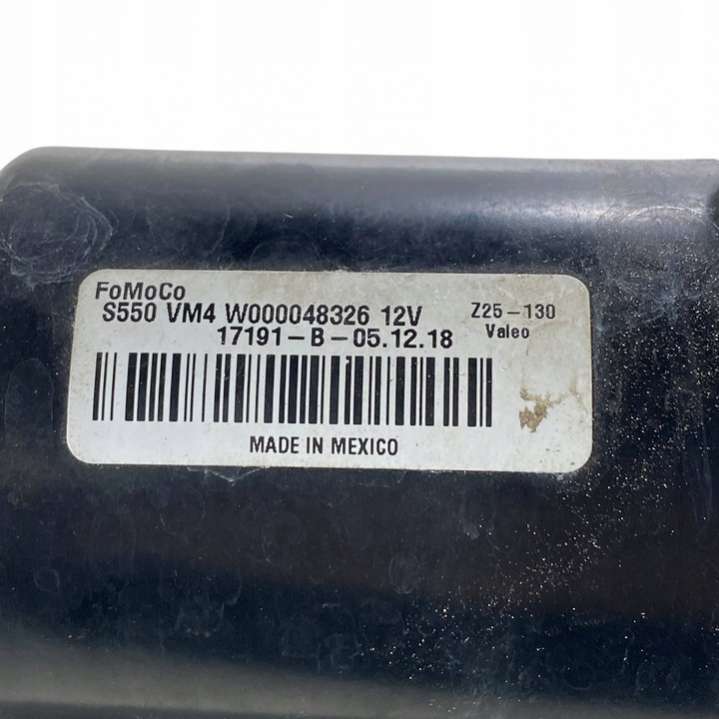 FoMoCo
S550 VM4 W000048326 12V
Z25-130
17191-B-05.12.18
Valeo
MADE IN MEXICO